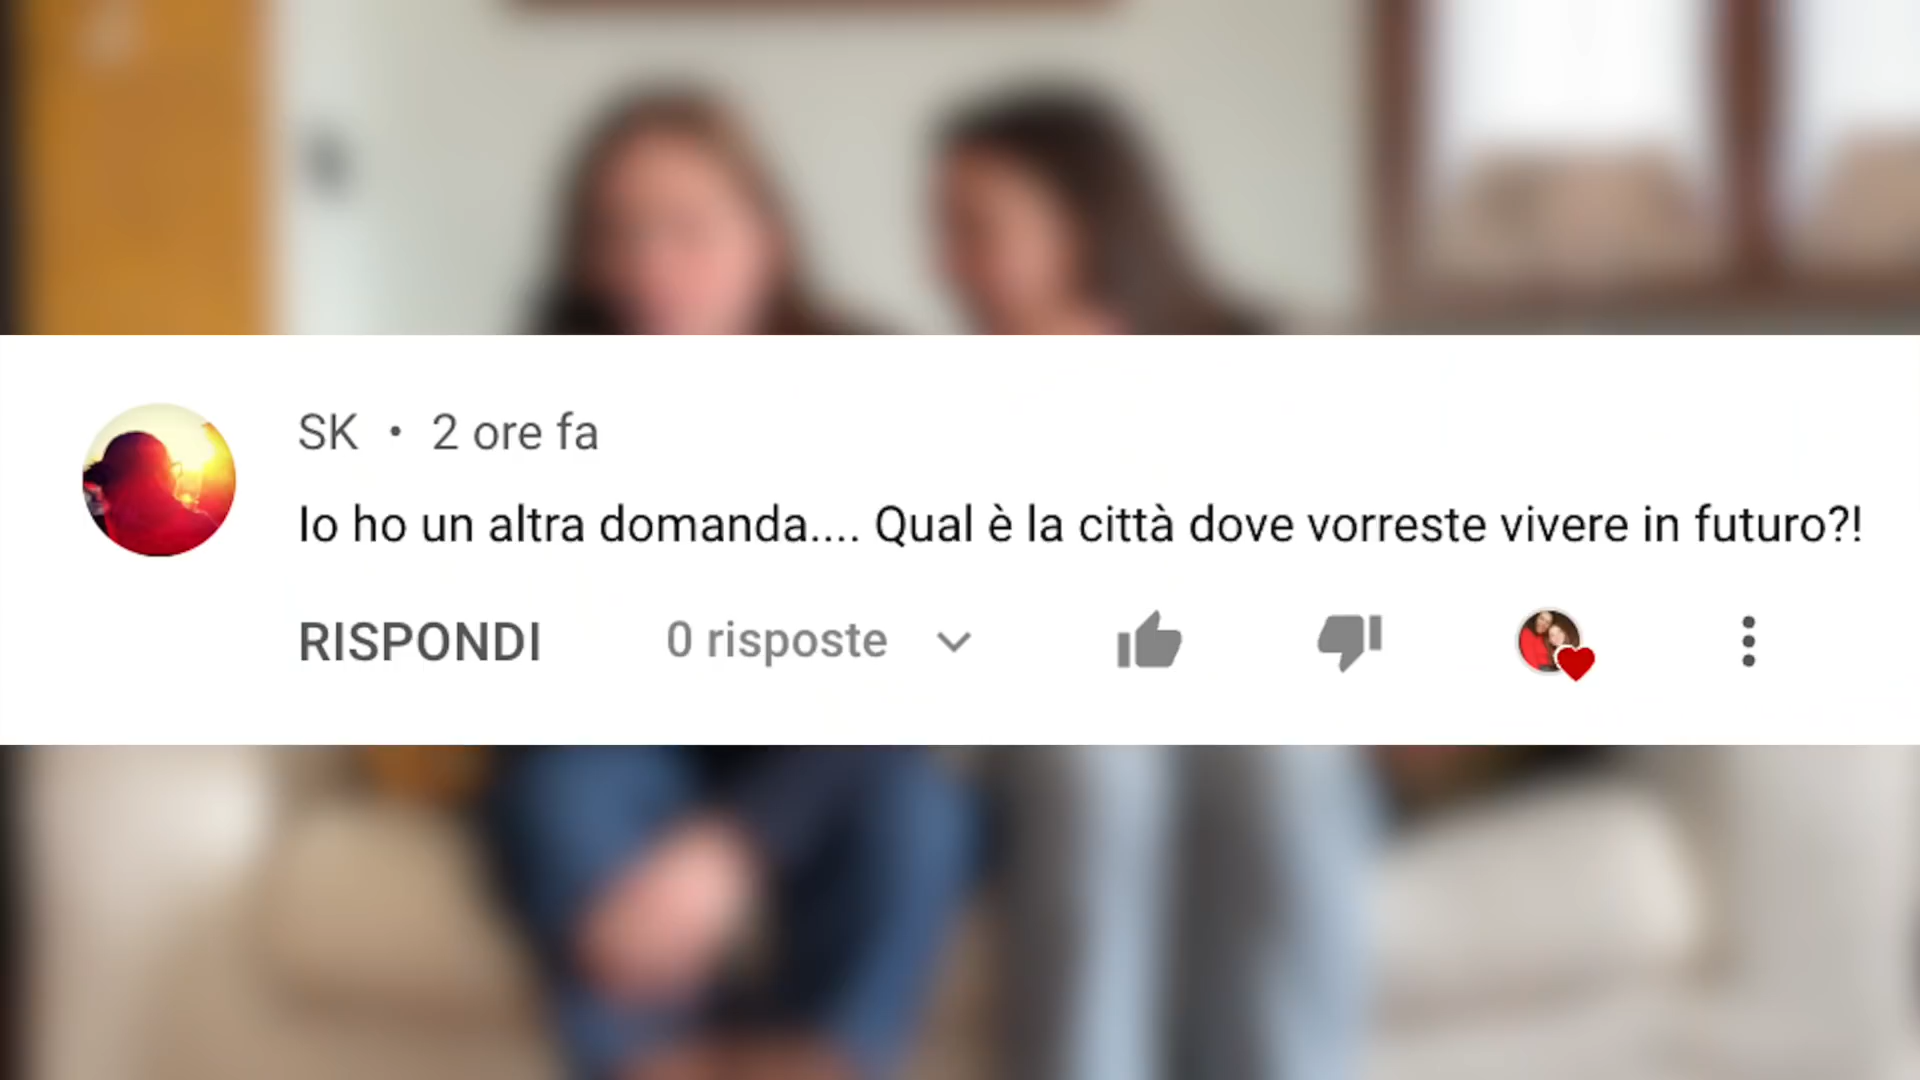 SK • 2 ore fa
Io ho un altra domanda.... Qual è la città dove vorreste vivere in futuro?!
RISPONDI 0 risposte